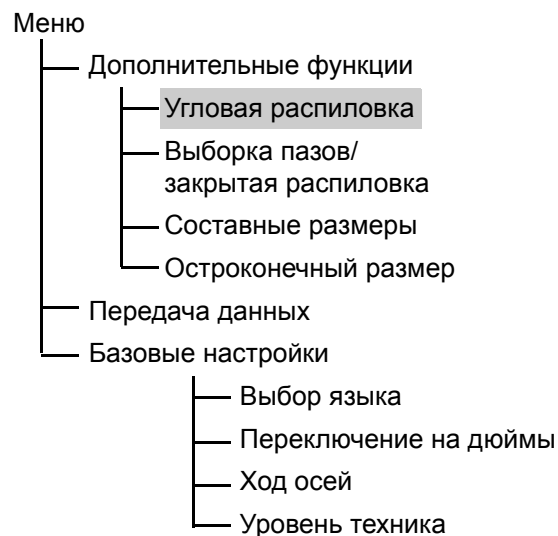 Меню
Дополнительные функции
Угловая распиловка
Выборка пазов/
закрытая распиловка
Составные размеры
Остроконечный размер
Передача данных
Базовые настройки
Выбор языка
Переключение на дюймы
Ход осей
Уровень техника